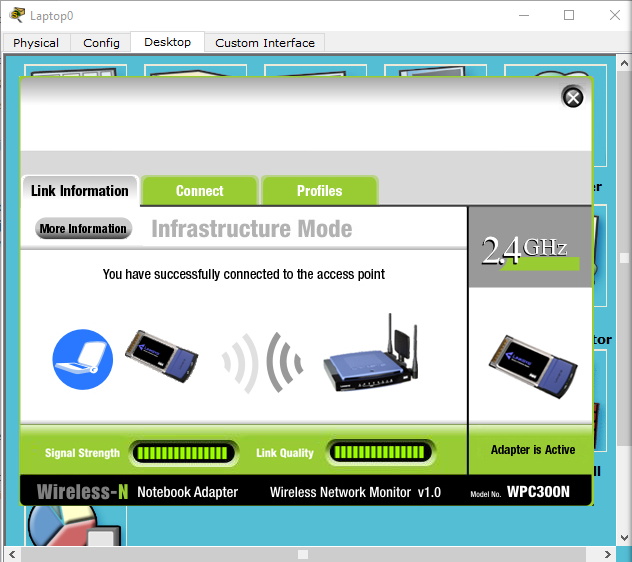 Laptop0
Physical Config Desktop Custom Interface
Link Information Connect Profiles
More Information Infrastructure Mode
2.4GHz
You have successfully connected to the access point
Signal Strength Link Quality Adapter is Active
Wireless-N Notebook Adapter Wireless Network Monitor v1.0 Model No. WPC300N